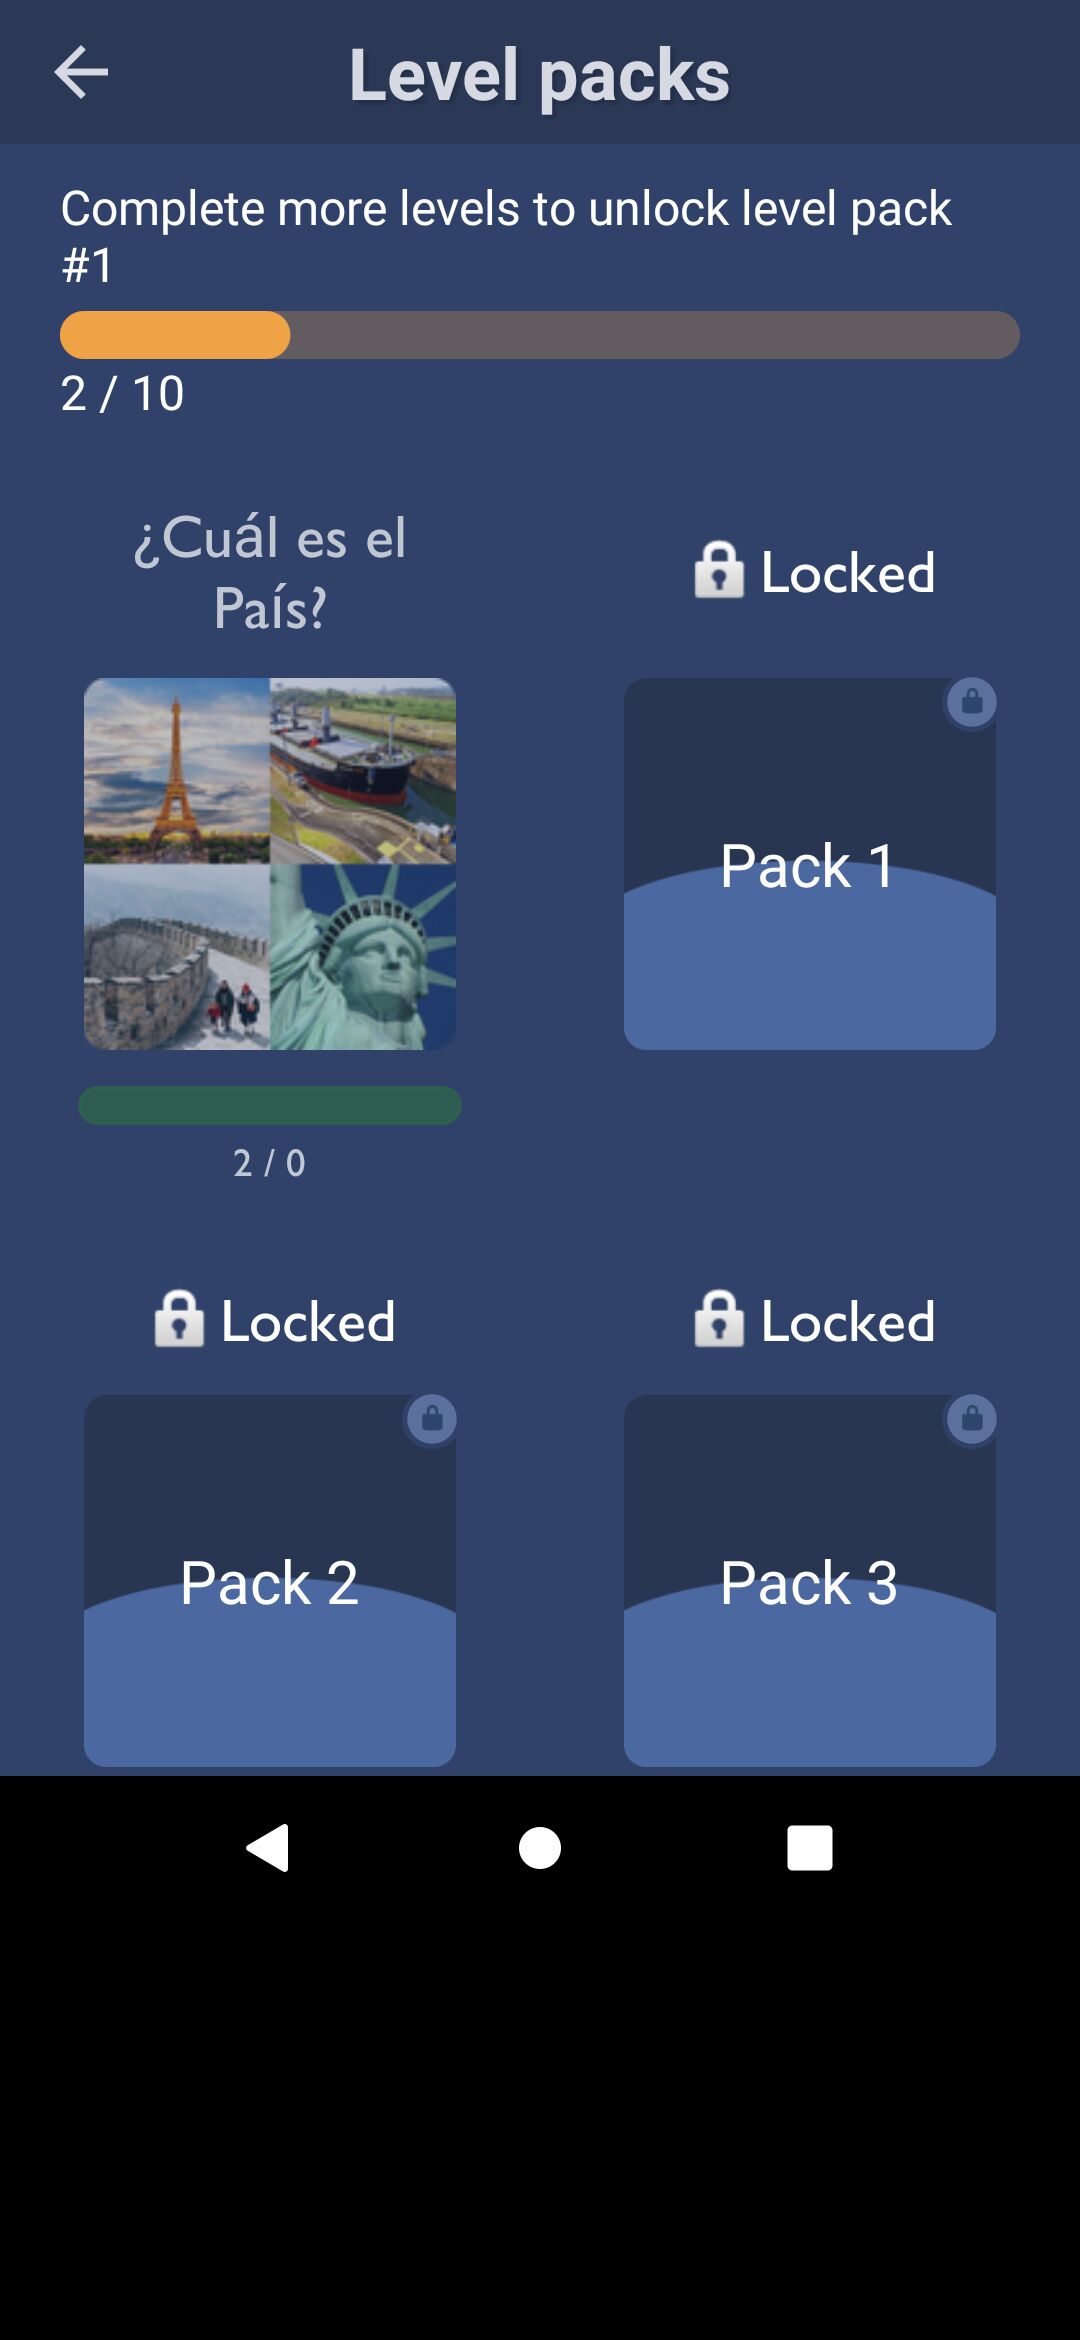 Level packs
Complete more levels to unlock level pack
#1
2 / 10
¿Cuál es el
País?
Locked
Pack 1
2 / 0
Locked
Locked
Pack 2
Pack 3